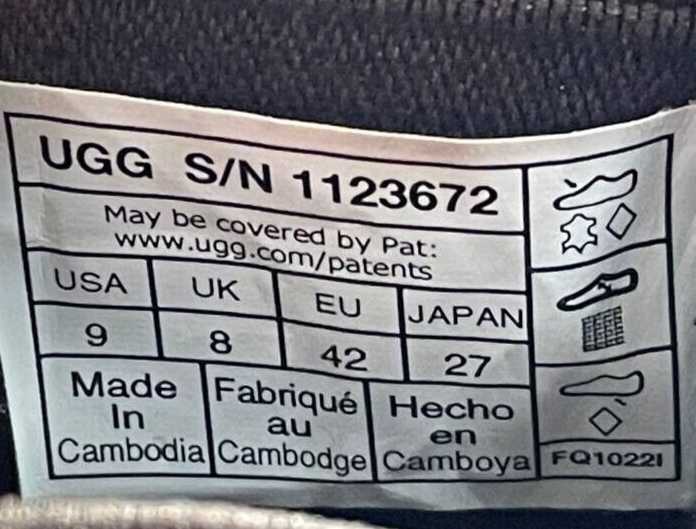 UGG S/N 1123672
May be covered by Pat:
www.ugg.com/patents
USA UK EU JAPAN
9 8 42 27
Made Fabriqué Hecho
In au en
Cambodia Cambodge Camboya
FQ1022I